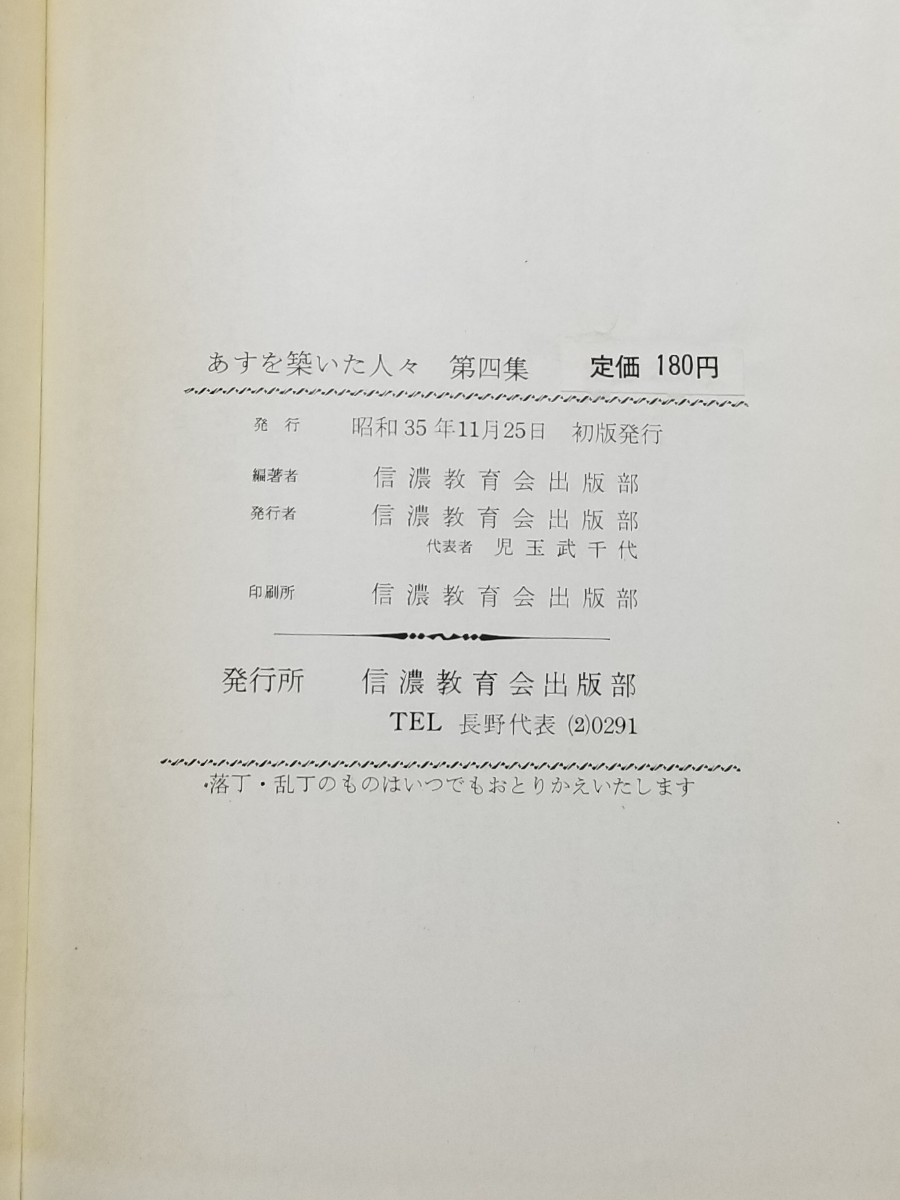 あすを築いた人々 第四集 定価 180円
発行 昭和35年11月25日 初版発行
編著者 信濃教育会出版部
発行者 信濃教育会出版部
代表者 児玉武千代
印刷所 信濃教育会出版部
発行所 信濃教育会出版部
TEL 長野代表 (2)0291
・落丁・乱丁のものはいつでもおとりかえいたします